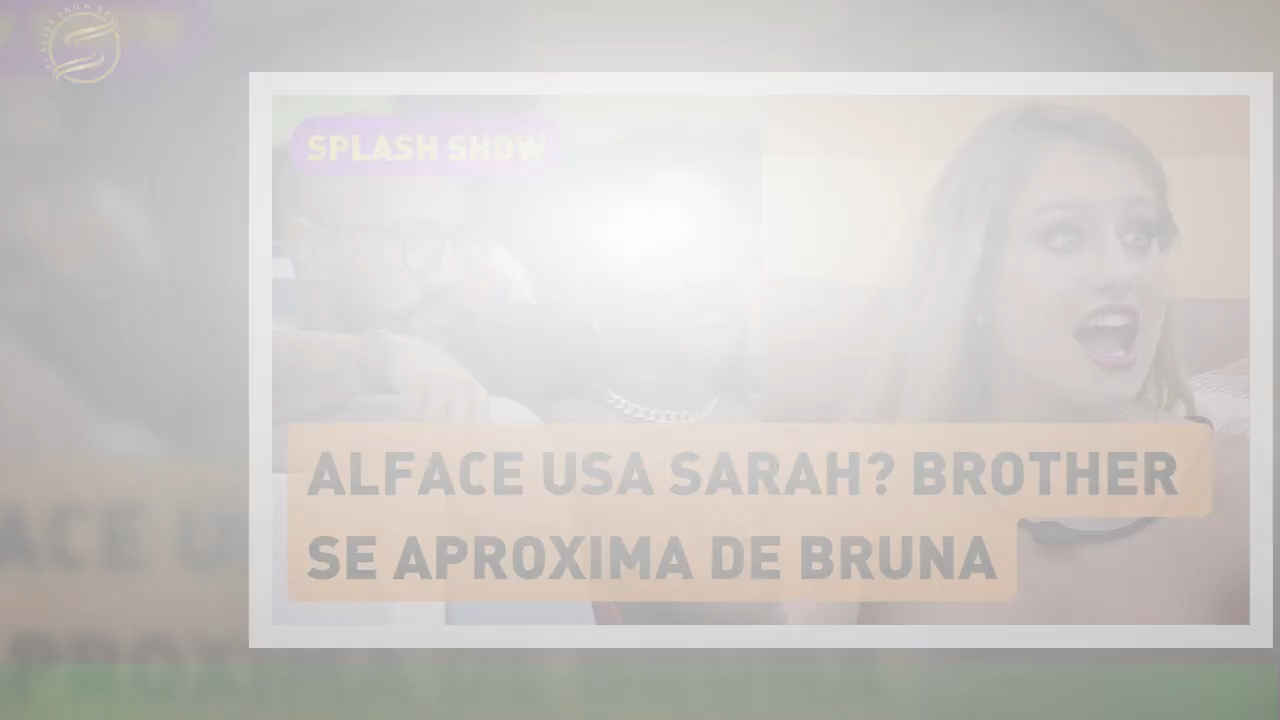 SPLASH SHOW
ALFACE USA SARAH? BROTHER
SE APROXIMA DE BRUNA